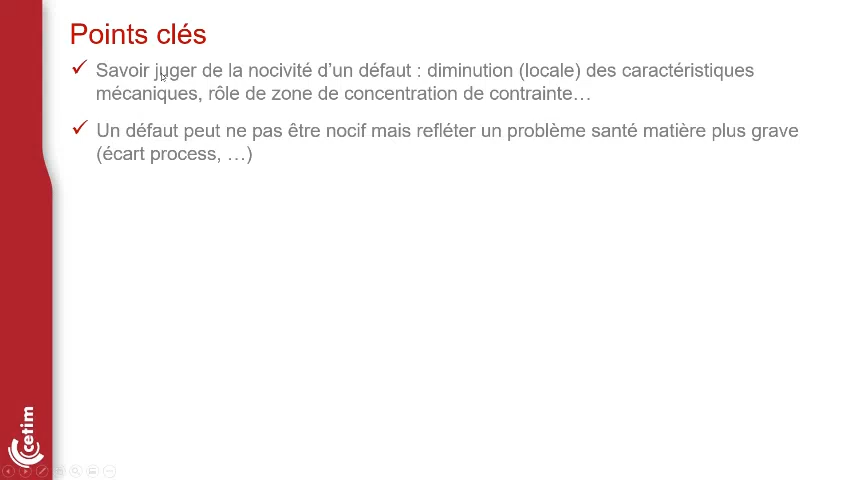 Points clés
Savoir juger de la nocivité d’un défaut : diminution (locale) des caractéristiques
mécaniques, rôle de zone de concentration de contrainte…
Un défaut peut ne pas être nocif mais refléter un problème santé matière plus grave
(écart process, …)
cetim